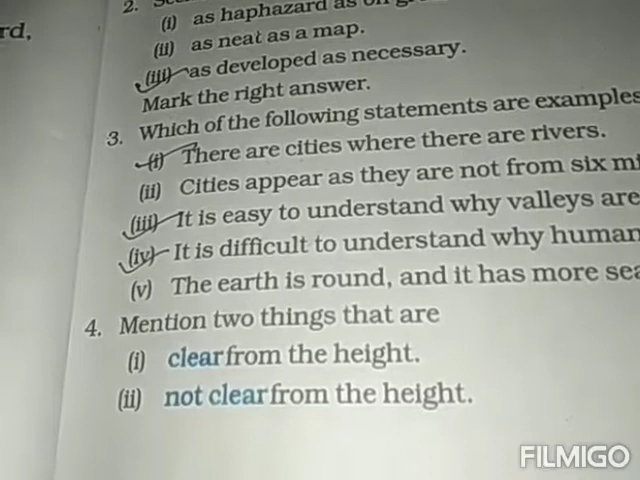 rd,
2.
(i) as haphazard as on
(ii) as neat as a map.
(iii) as developed as necessary.
Mark the right answer.
3. Which of the following statements are examples
(i) There are cities where there are rivers.
(ii) Cities appear as they are not from six
(iii) It is easy to understand why valleys are
(iv) It is difficult to understand why human
(v) The earth is round, and it has more sea
4. Mention two things that are
(i) clear from the height.
(ii) not clear from the height.
FILMIGO